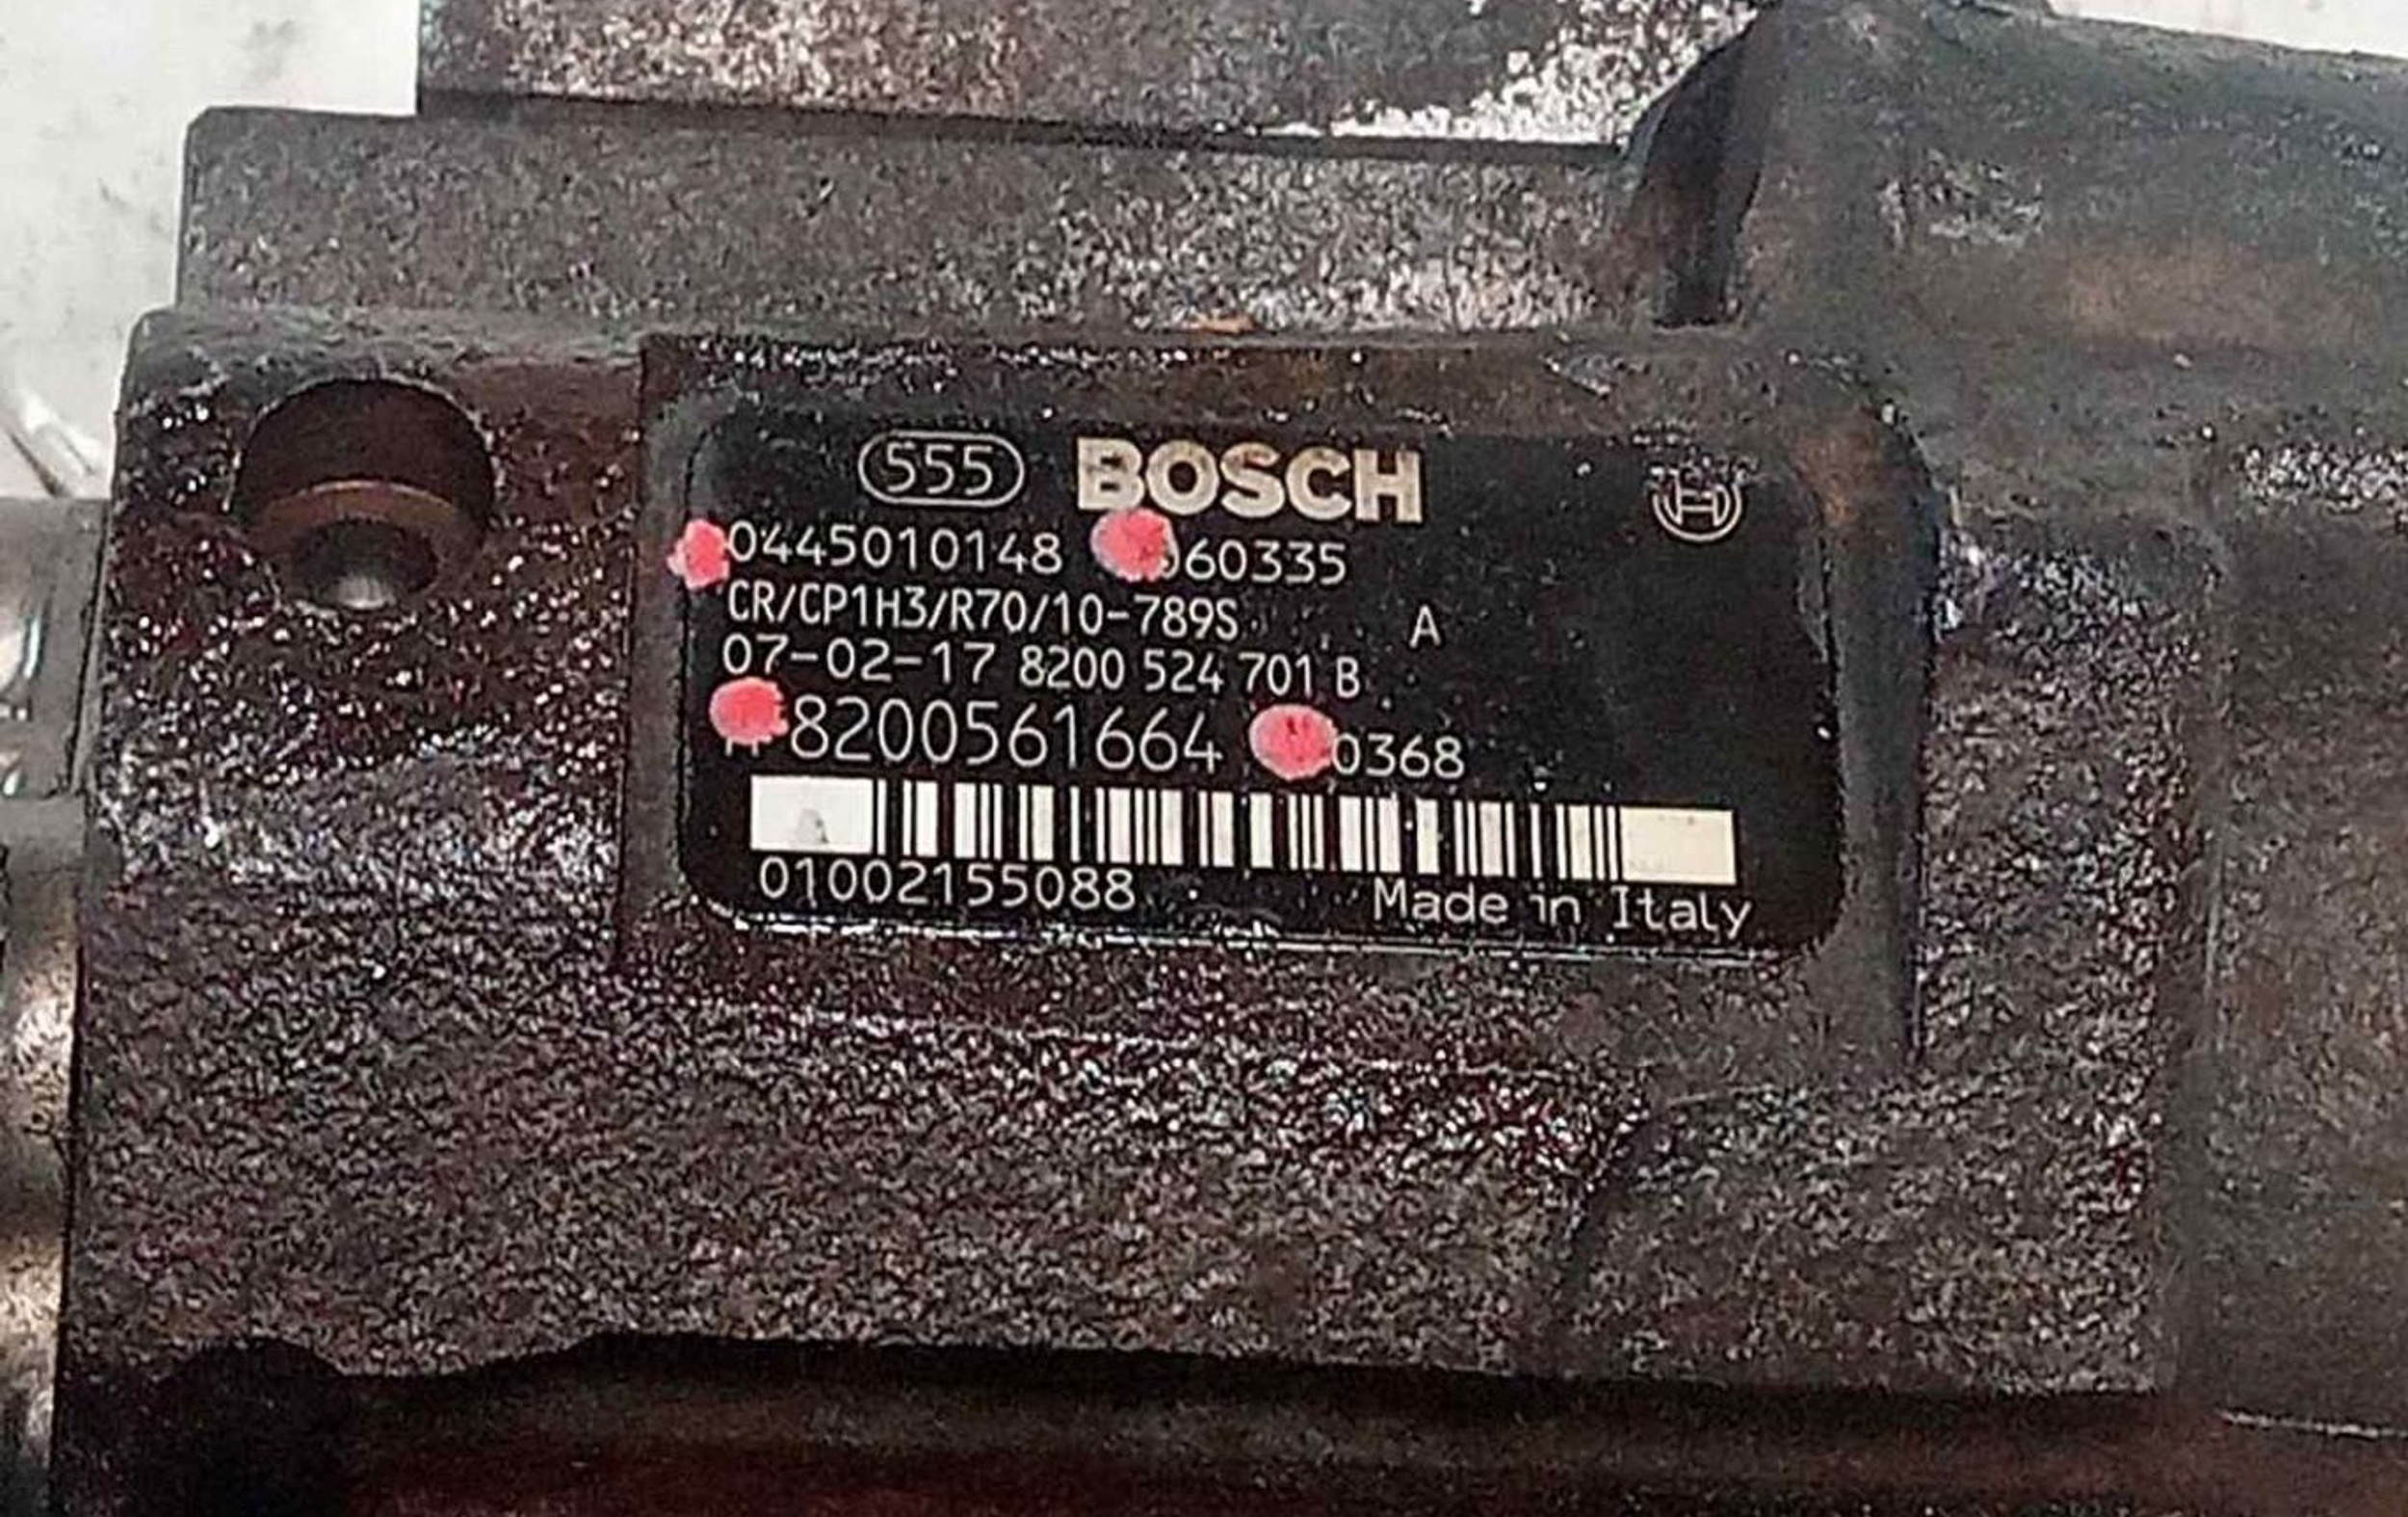 555 BOSCH
0445010148 060335
CR/CP1H3/R70/10-789S A
07-02-17 8200 524 701 B
8200561664 0368
01002155088 Made in Italy